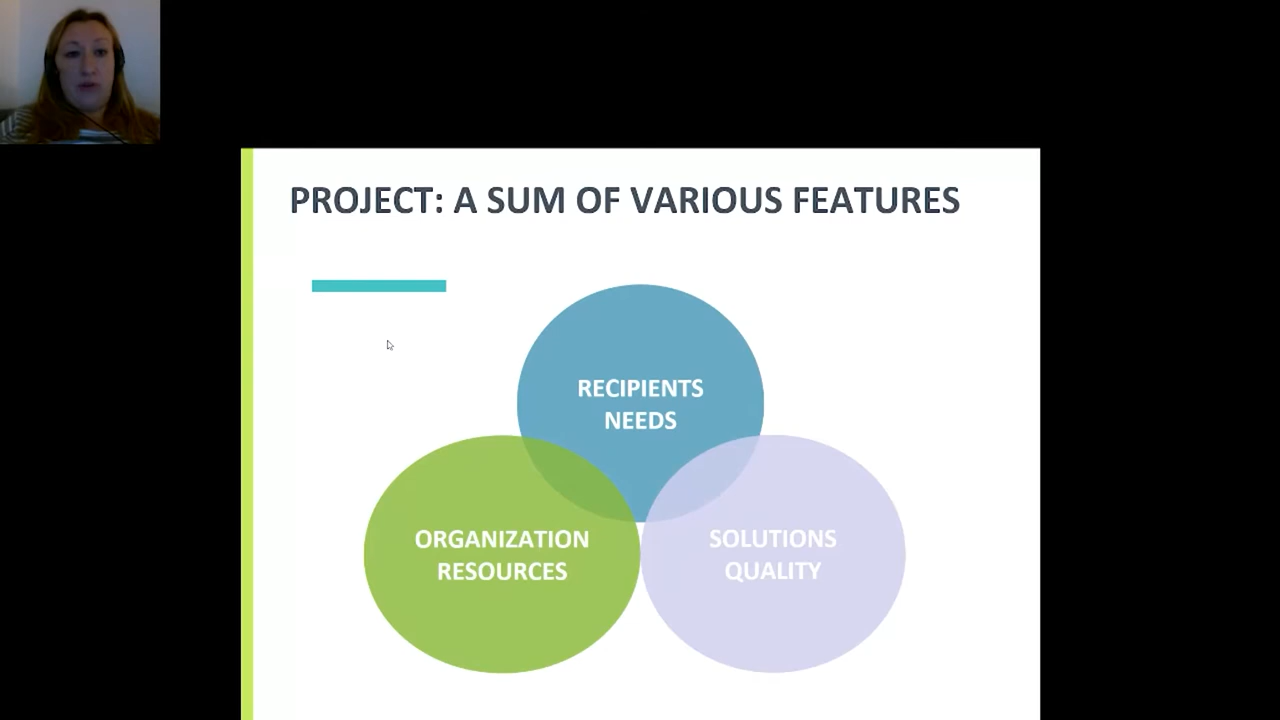 PROJECT: A SUM OF VARIOUS FEATURES
RECIPIENTS
NEEDS
ORGANIZATION
RESOURCES
SOLUTIONS
QUALITY